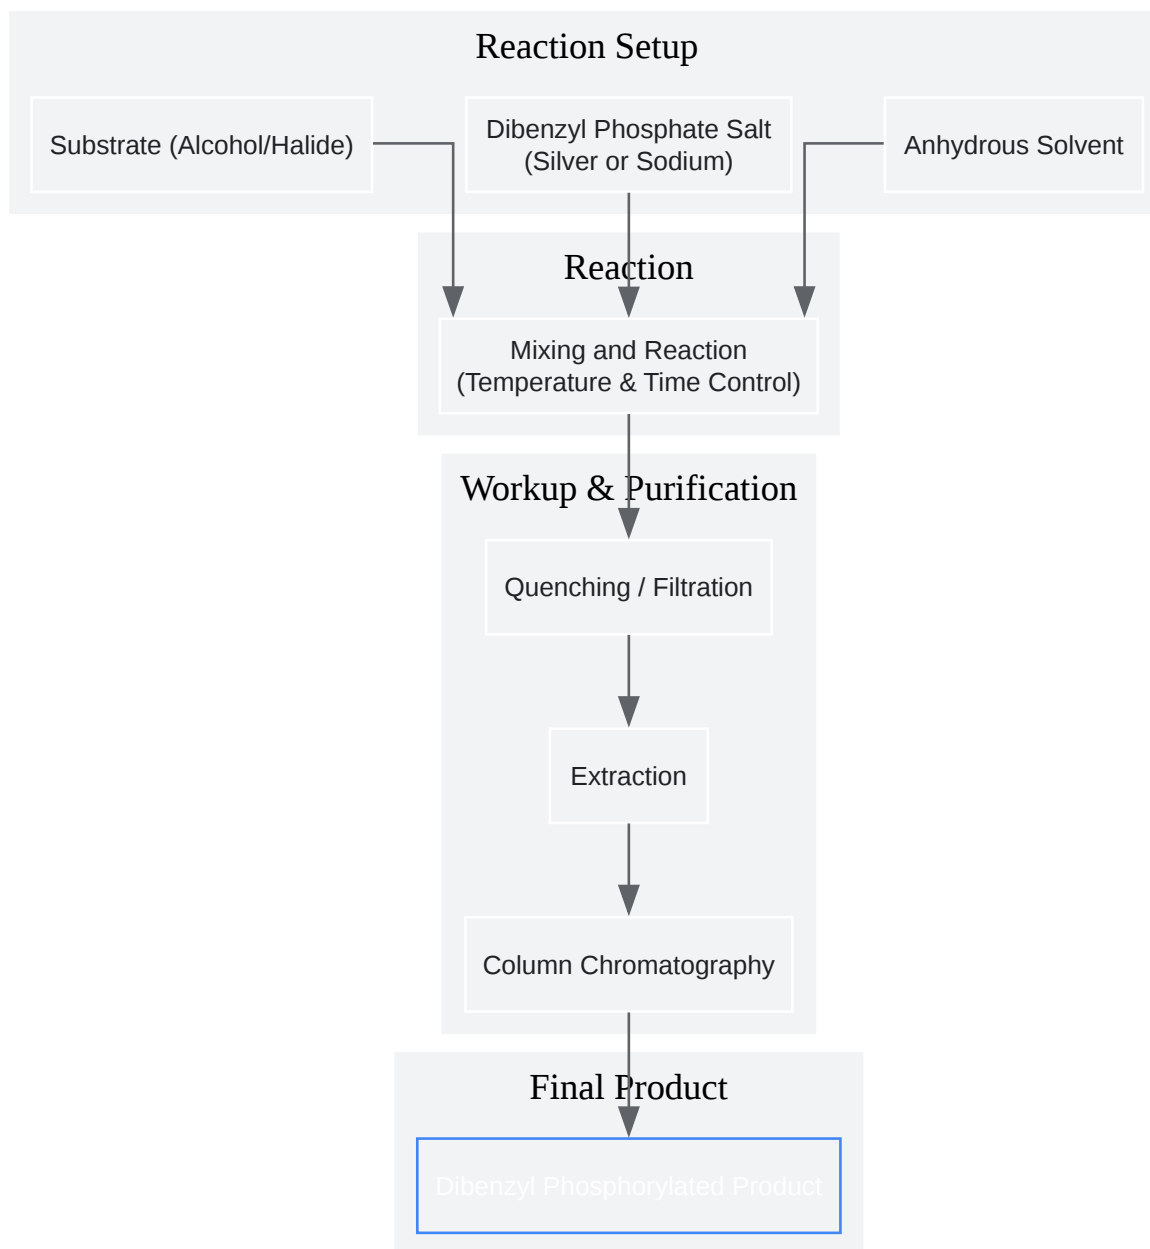 Reaction Setup
Substrate (Alcohol/Halide)
Dibenzyl Phosphate Salt
(Silver or Sodium)
Anhydrous Solvent
Reaction
Mixing and Reaction
(Temperature & Time Control)
Workup & Purification
Quenching / Filtration
Extraction
Column Chromatography
Final Product
Dibenzyl Phosphorylated Product